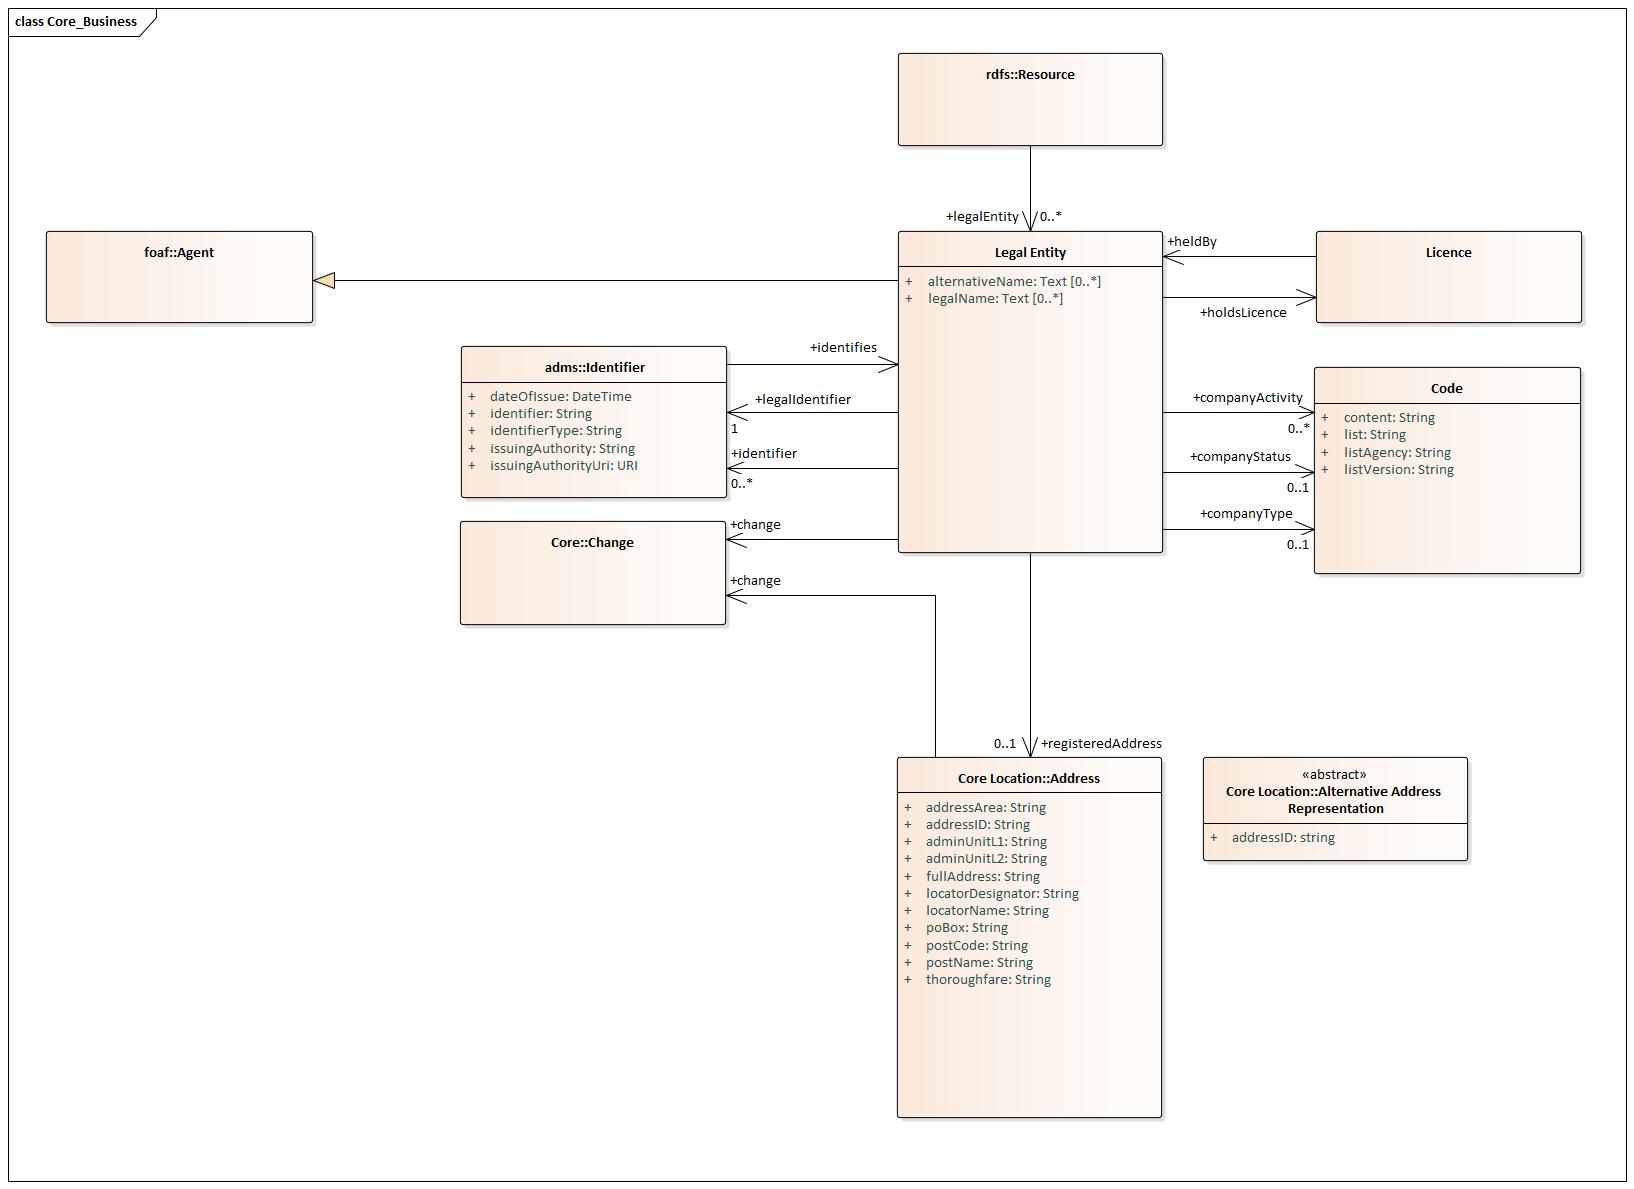 class Core_Business
rdfs::Resource
+legalEntity 0..*
foaf::Agent
Legal Entity
+ alternativeName: Text [0..*]
+ legalName: Text [0..*]
+heldBy
Licence
+holdsLicence
+identifies
adms::Identifier
+ dateOfIssue: DateTime
+ identifier: String
+ identifierType: String
+ issuingAuthority: String
+ issuingAuthorityUri: URI
+legalIdentifier
1
+identifier
0..*
+companyActivity
0..*
+companyStatus
0..1
+companyType
0..1
Code
+ content: String
+ list: String
+ listAgency: String
+ listVersion: String
Core::Change
+change
+change
0..1 +registeredAddress
Core Location::Address
+ addressArea: String
+ addressID: String
+ adminUnitL1: String
+ adminUnitL2: String
+ fullAddress: String
+ locatorDesignator: String
+ locatorName: String
+ poBox: String
+ postCode: String
+ postName: String
+ thoroughfare: String
«abstract»
Core Location::Alternative Address
Representation
+ addressID: string